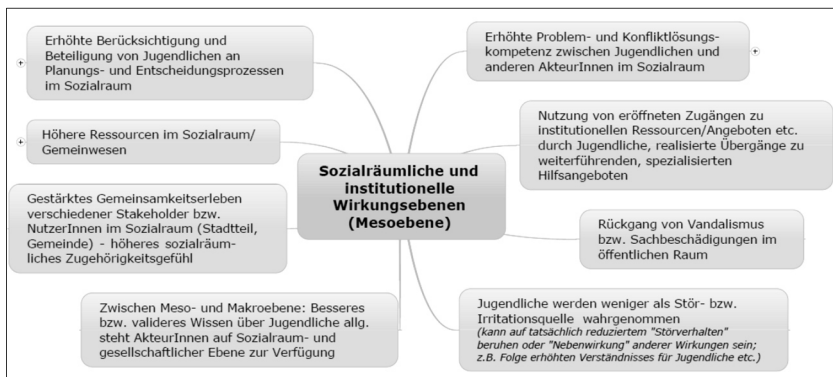 Erhöhte Berücksichtigung und
Beteiligung von Jugendlichen an
Planungs- und Entscheidungsprozessen
im Sozialraum
Höhere Ressourcen im Sozialraum/
Gemeinwesen
Gestärktes Gemeinsamkeitserleben
verschiedener Stakeholder bzw.
NutzerInnen im Sozialraum (Stadtteil,
Gemeinde) - höheres sozialräum-
liches Zugehörigkeitsgefühl
Zwischen Meso- und Makroebene: Besseres
bzw. valideres Wissen über Jugendliche allg.
steht AkteurInnen auf Sozialraum- und
gesellschaftlicher Ebene zur Verfügung
Sozialräumliche und
institutionelle
Wirkungsebenen
(Mesoebene)
Erhöhte Problem- und Konfliktlösungs-
kompetenz zwischen Jugendlichen und
anderen AkteurInnen im Sozialraum
Nutzung von eröffneten Zugängen zu
institutionellen Ressourcen/Angeboten etc.
durch Jugendliche, realisierte Übergänge zu
weiterführenden, spezialisierten
Hilfsangeboten
Rückgang von Vandalismus
bzw. Sachbeschädigungen im
öffentlichen Raum
Jugendliche werden weniger als Stör- bzw.
Irritationsquelle wahrgenommen
(kann auf tatsächlich reduziertem "Störverhalten"
beruhen oder "Nebenwirkung" anderer Wirkungen sein;
z.B. Folge erhöhten Verständnisses für Jugendliche etc.)